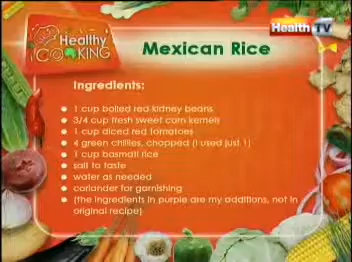 Healthy
COOKING
Health TV
Mexican Rice
Ingredients:
1 cup boiled red kidney beans
3/4 cup fresh sweet corn kernels
1 cup diced red tomatoes
4 green chillies, chopped (I used just 1)
1 cup basmati rice
salt to taste
water as needed
coriander for garnishing
(the ingredients in purple are my additions, not in
original recipe)